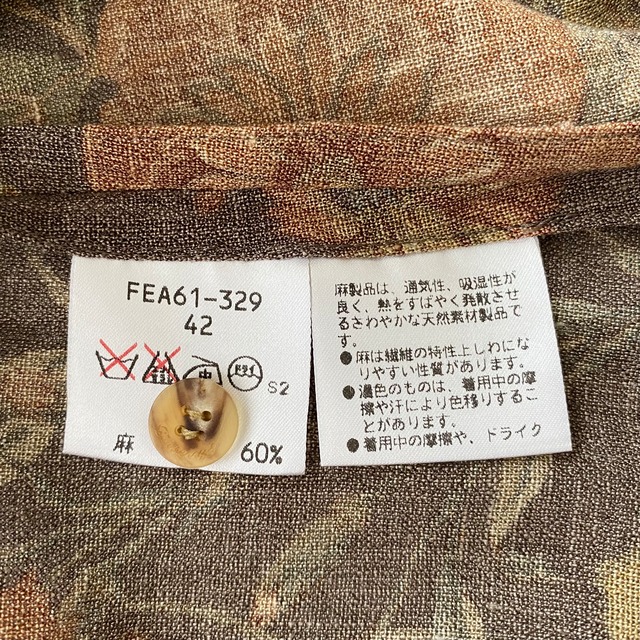 FEA61-329
42
中
ドライ
S2
麻
60%
麻製品は、通気性、吸湿性が
良く、熱をすばやく発散させ
るさわやかな天然素材製品で
す。
●麻は繊維の特性上しわにな
りやすい性質があります。
●濃色のものは、着用中の摩
擦や汗により色移りするこ
とがあります。
●着用中の摩擦や、ドライク